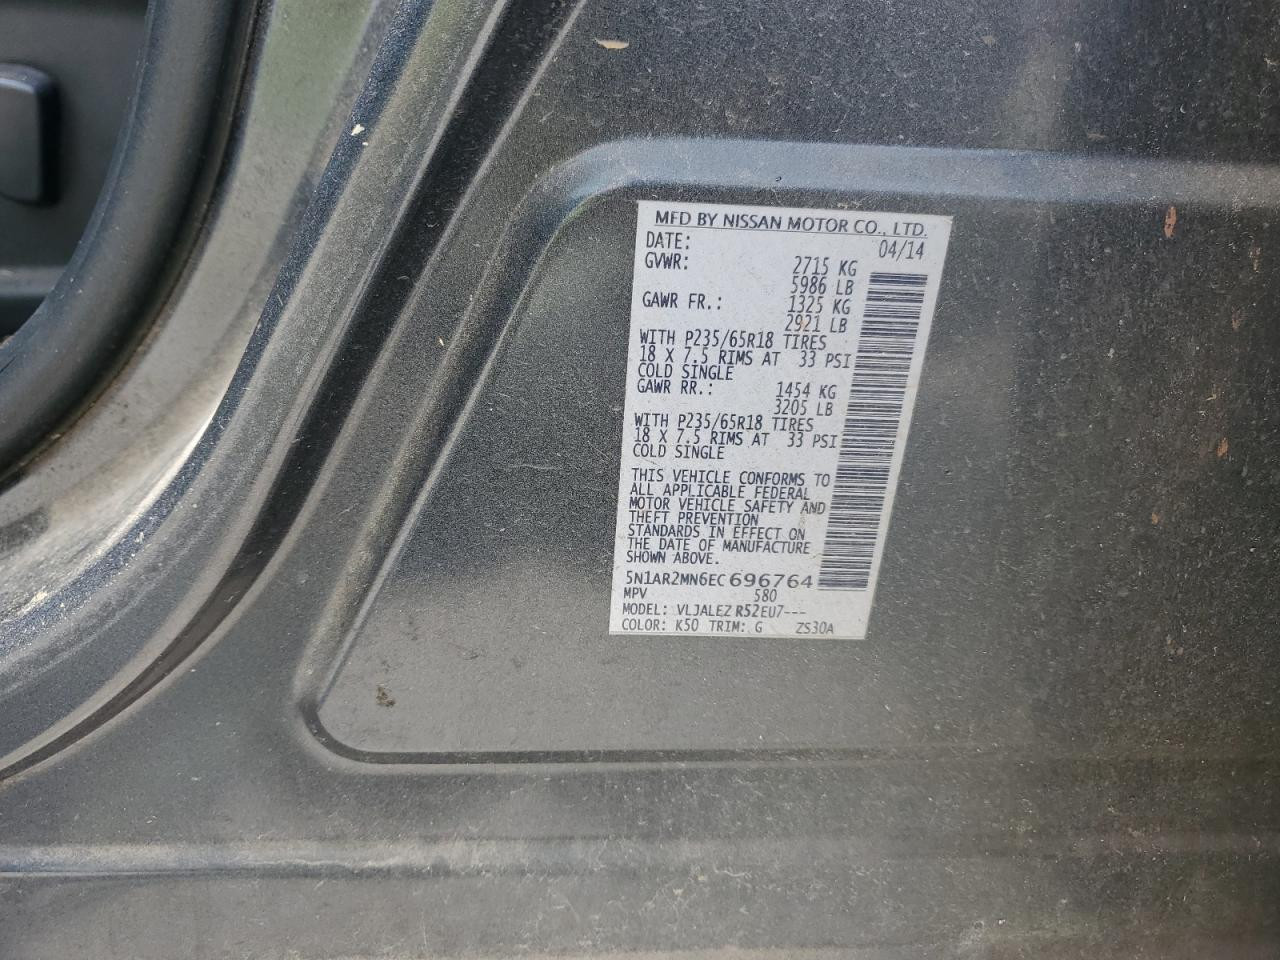 MFD BY NISSAN MOTOR CO., LTD.
DATE: 04/14
GVWR: 2715 KG
5986 LB
GAWR FR.: 1325 KG
2921 LB
WITH P235/65R18 TIRES
18 X 7.5 RIMS AT 33 PSI
COLD SINGLE
GAWR RR.: 1454 KG
3205 LB
WITH P235/65R18 TIRES
18 X 7.5 RIMS AT 33 PSI
COLD SINGLE
THIS VEHICLE CONFORMS TO
ALL APPLICABLE FEDERAL
MOTOR VEHICLE SAFETY AND
THEFT PREVENTION
STANDARDS IN EFFECT ON
THE DATE OF MANUFACTURE
SHOWN ABOVE.
5N1AR2MN6EC696764
MPV 580
MODEL: VLJALEZ R52EU7---
COLOR: K50 TRIM: G ZS30A